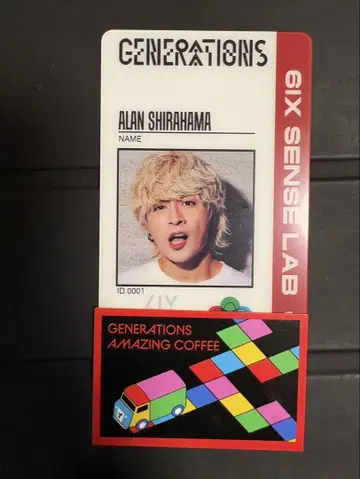 GENERATIONS
ALAN SHIRAHAMA
NAME
6IX SENSE LAB
ID.0001
GENERATIONS
AMAZING COFFEE